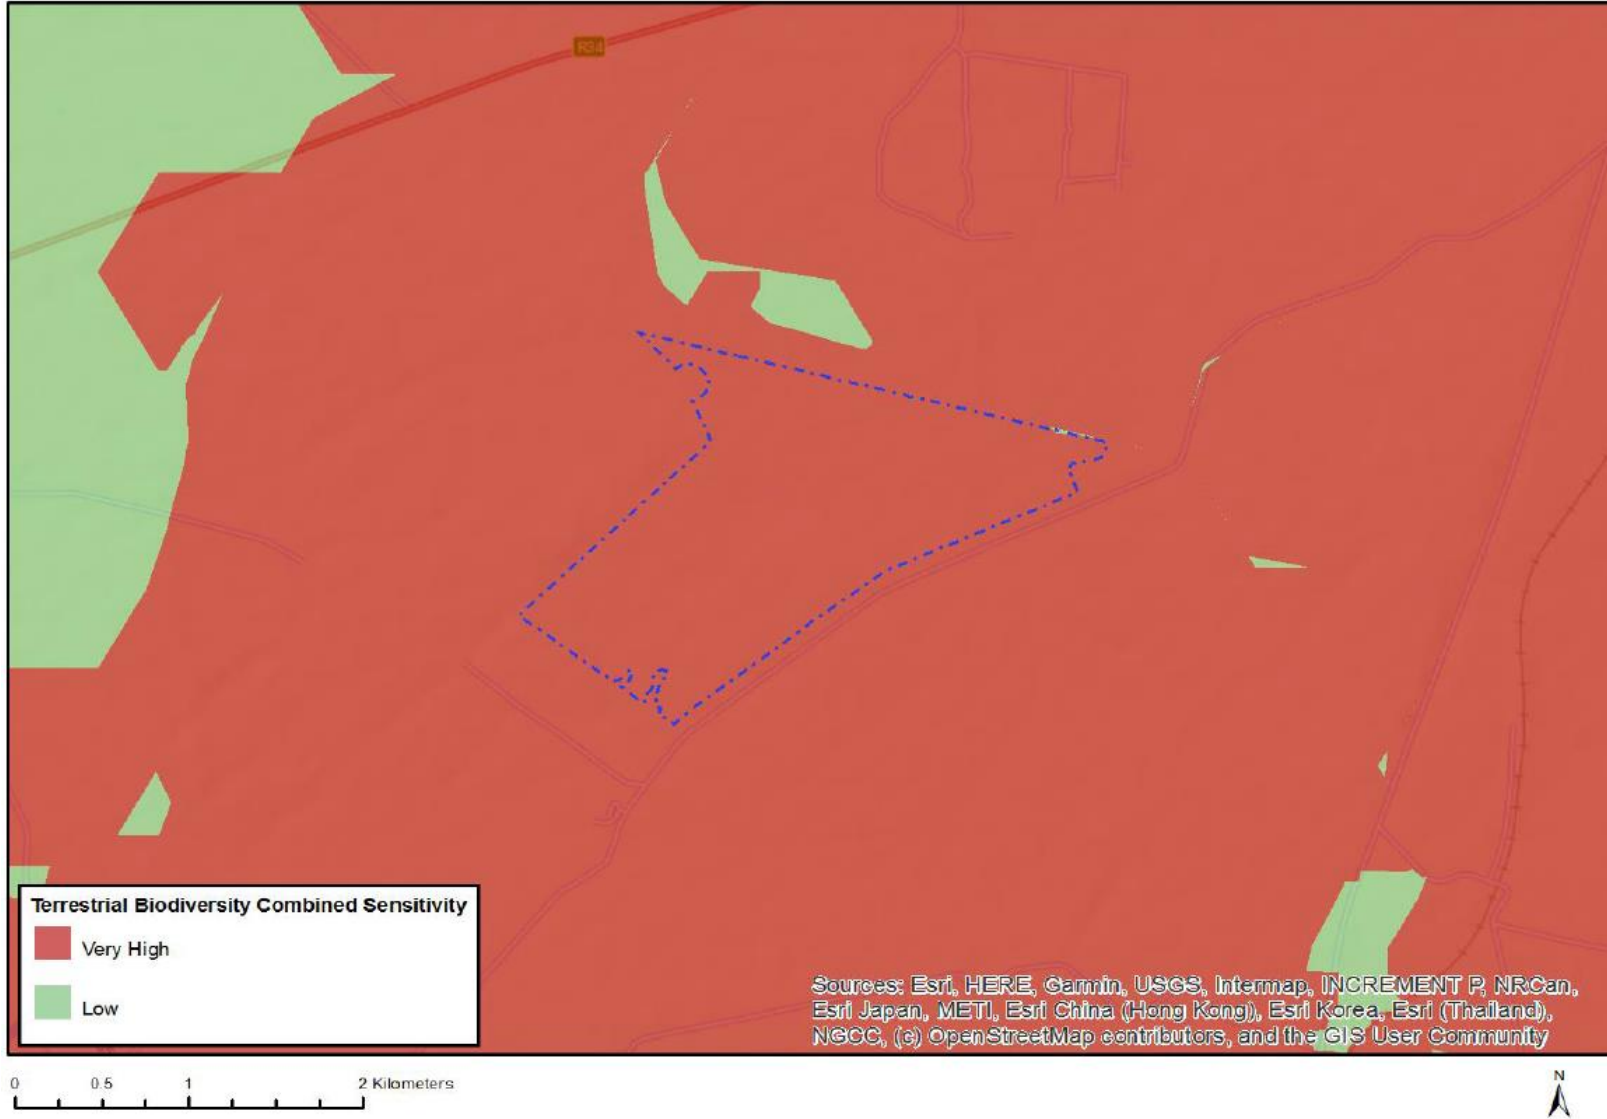 R34
Terrestrial Biodiversity Combined Sensitivity
Very High
Low
Sources: Esri, HERE, Garmin, USGS, Intermap, INCREMENT P, NRCan,
Esri Japan, METI, Esri China (Hong Kong), Esri Korea, Esri (Thailand),
NGCC, (c) OpenStreetMap contributors, and the GIS User Community
0 0.5 1 2 Kilometers
N